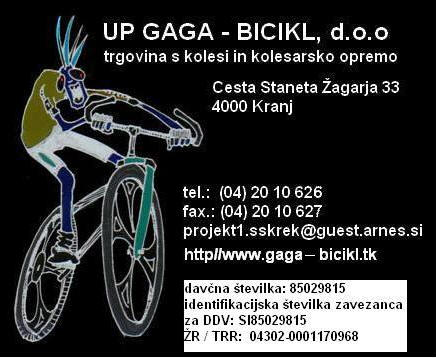 UP GAGA - BICIKL, d.o.o
trgovina s kolesi in kolesarsko opremo
Cesta Staneta Žagarja 33
4000 Kranj
tel.: (04) 20 10 626
fax.: (04) 20 10 627
projekt1.sskrek@guest.arnes.si
http//www.gaga – bicikl.tk
davčna številka: 85029815
identifikacijska številka zavezanca
za DDV: SI85029815
ŽR / TRR: 04302-0001170968